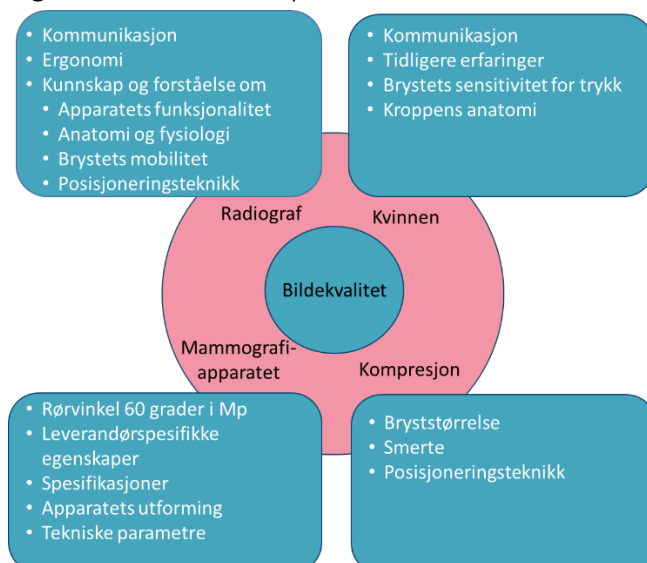 • Kommunikasjon
• Ergonomi
• Kunnskap og forståelse om
• Apparatets funksjonalitet
• Anatomi og fysiologi
• Brystets mobilitet
• Posisjoneringsteknikk
• Kommunikasjon
• Tidligere erfaringer
• Brystets sensitivitet for trykk
• Kroppens anatomi
Radiograf
Kvinnen
Bildekvalitet
Mammografi-
apparatet
Kompresjon
• Rørvinkel 60 grader i Mp
• Leverandørspesifikke
egenskaper
• Spesifikasjoner
• Apparatets utforming
• Tekniske parametre
• Bryststørrelse
• Smerte
• Posisjoneringsteknikk